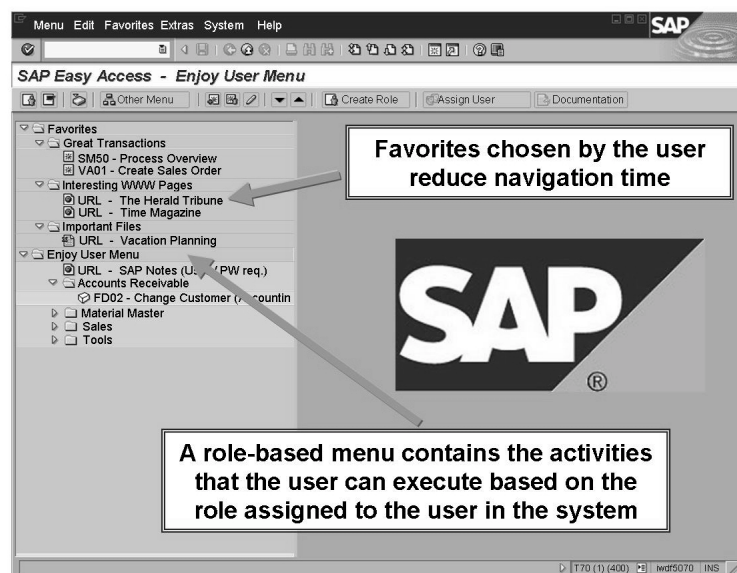 Menu Edit Favorites Extras System Help
SAP
SAP Easy Access - Enjoy User Menu
Other Menu Create Role Assign User Documentation
Favorites
Great Transactions
SM50 - Process Overview
VA01 - Create Sales Order
Interesting WWW Pages
URL - The Herald Tribune
URL - Time Magazine
Important Files
URL - Vacation Planning
Enjoy User Menu
URL - SAP Notes (Us / PW req.)
Accounts Receivable
FD02 - Change Customer (A countin
Material Master
Sales
Tools
Favorites chosen by the user
reduce navigation time
SAP
®
A role-based menu contains the activities
that the user can execute based on the
role assigned to the user in the system
T70 (1) (400) iwdf5070 INS